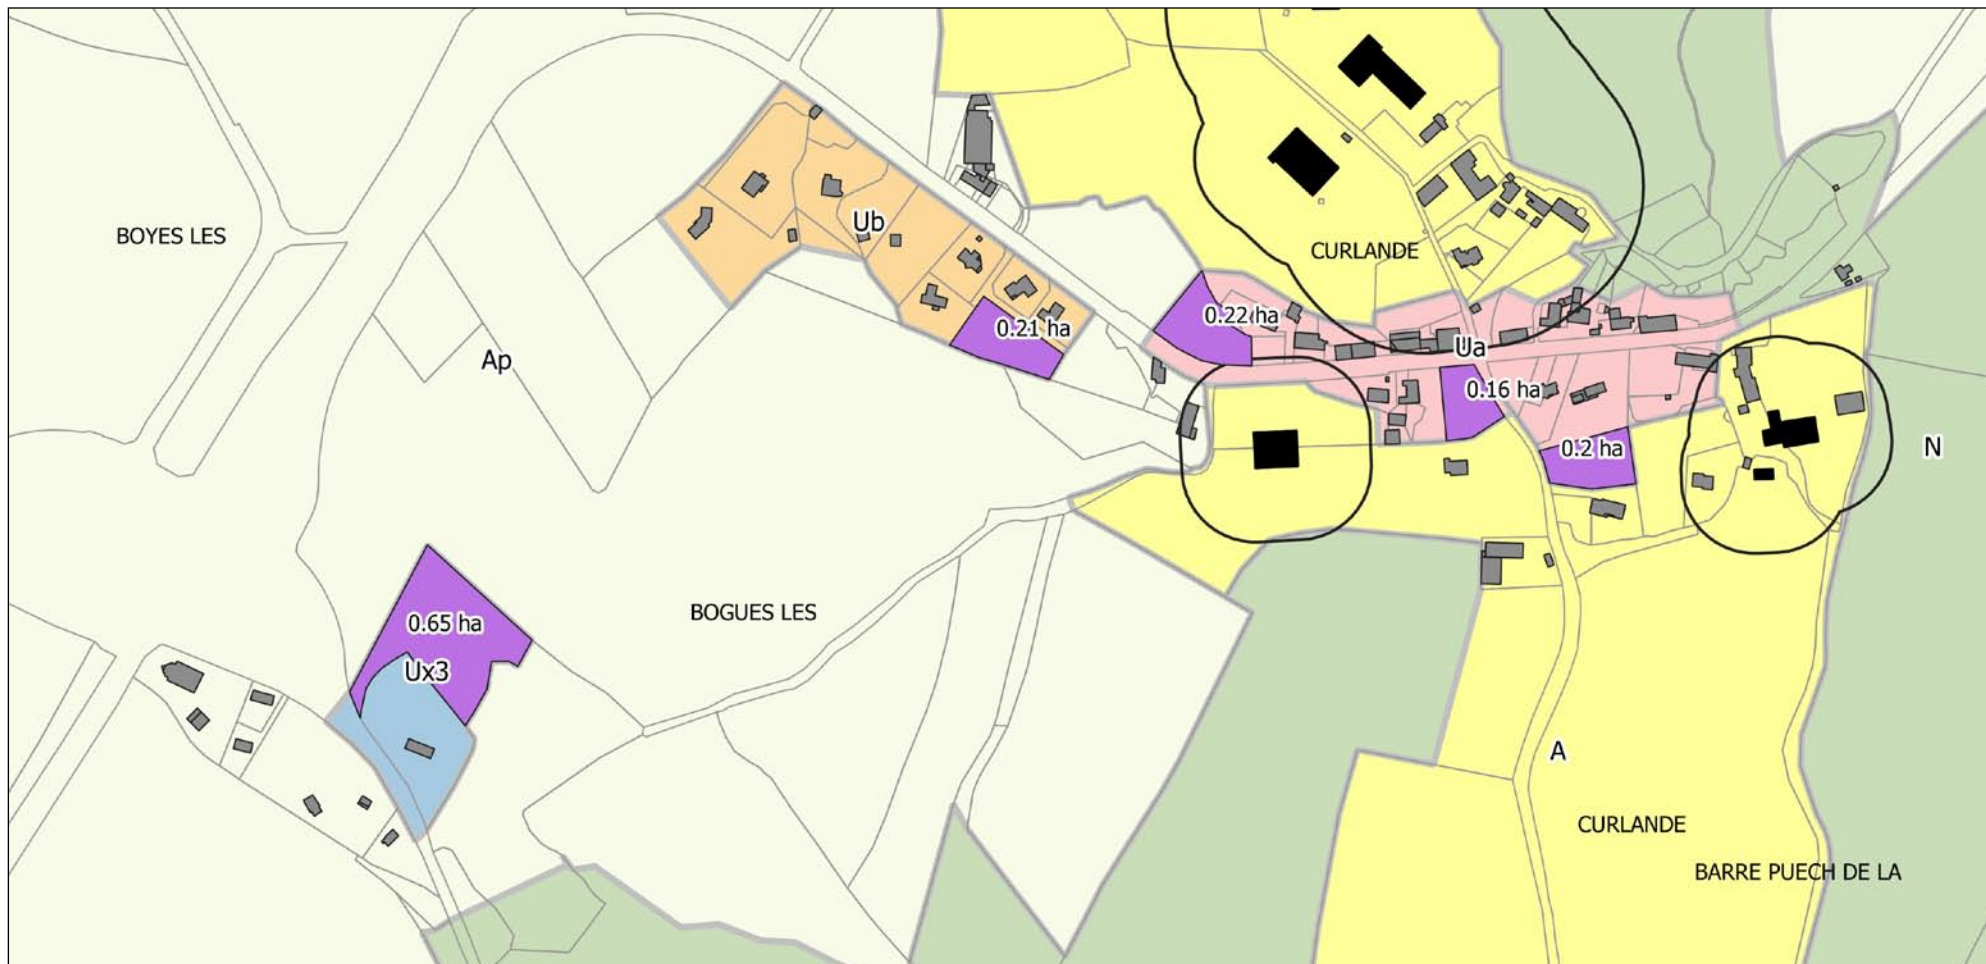 BOYES LES
Ub
CURLANDE
0.21 ha
0.22 ha
Ap
Ua
0.16 ha
0.2 ha
N
0.65 ha
BOGUES LES
Ux3
A
CURLANDE
BARRE PUECH DE LA